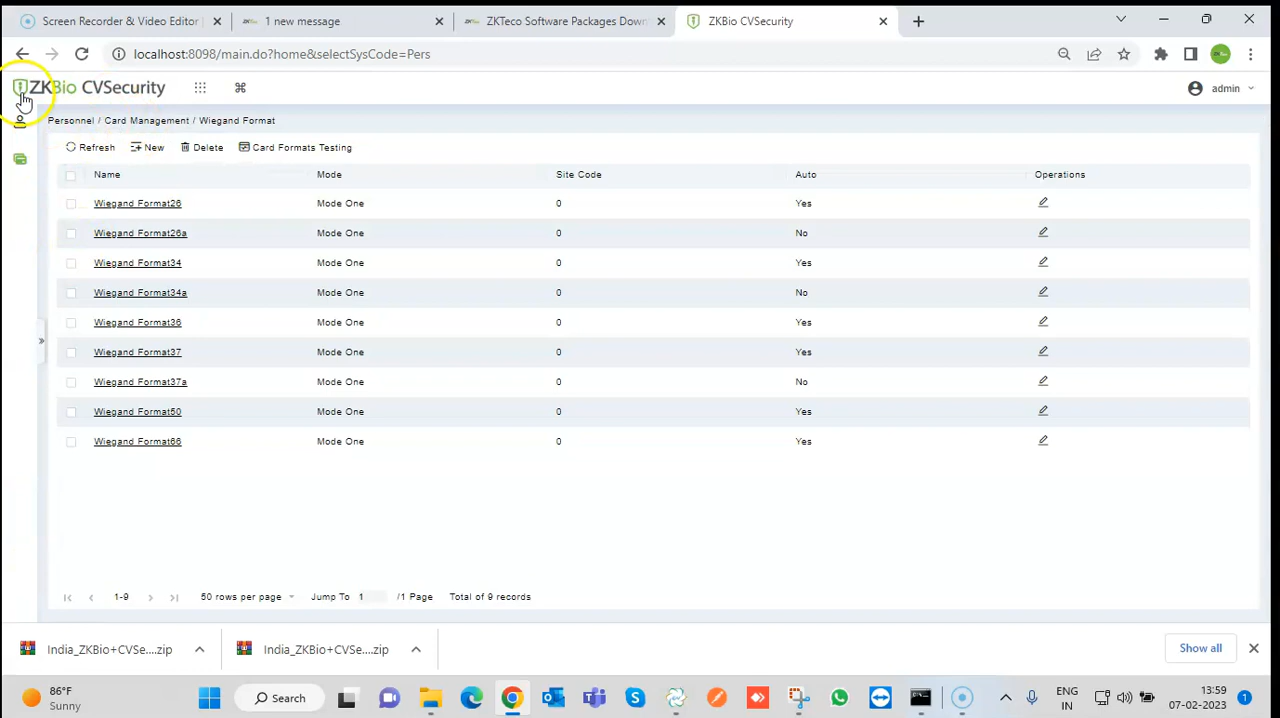 Screen Recorder & Video Editor
1 new message
ZKTeco Software Packages Down
ZKBio CVSecurity
localhost:8098/main.do?home&selectSysCode=Pers
ZKBio CVSecurity
admin
Personnel / Card Management / Wiegand Format
Refresh New Delete Card Formats Testing
Name Mode Site Code Auto Operations
Wiegand Format26 Mode One 0 Yes
Wiegand Format26a Mode One 0 No
Wiegand Format34 Mode One 0 Yes
Wiegand Format34a Mode One 0 No
Wiegand Format36 Mode One 0 Yes
Wiegand Format37 Mode One 0 Yes
Wiegand Format37a Mode One 0 No
Wiegand Format50 Mode One 0 Yes
Wiegand Format66 Mode One 0 Yes
1-9 50 rows per page Jump To 1 /1 Page Total of 9 records
India_ZKBio+CVSe....zip India_ZKBio+CVSe....zip Show all
86°F
Sunny
Search
ENG
IN
13:59
07-02-2023
1